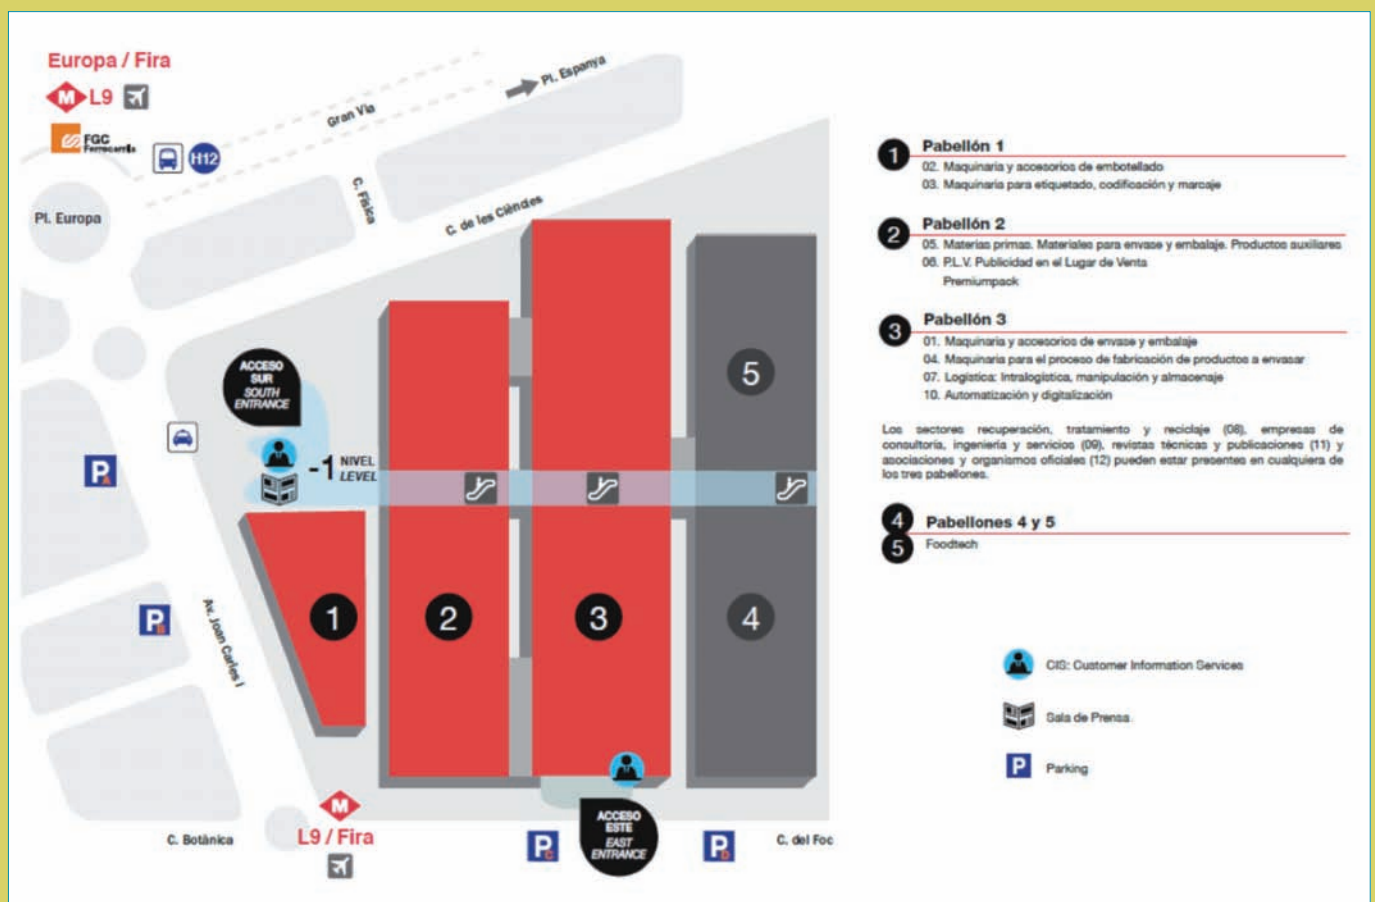 Europa / Fira
M L9
FGC
Ferrocarrils
H12
Gran Via
Pl. Espanya
C. Física
C. de les Ciències
Pl. Europa
ACCESO
SUR
SOUTH
ENTRANCE
-1 NIVEL
LEVEL
P A
P B
Av. Joan Carles I
1
2
3
4
5
M
L9 / Fira
C. Botànica
P C
ACCESO
ESTE
EAST
ENTRANCE
P D
C. del Foc
1 Pabellón 1
02. Maquinaria y accesorios de embotellado
03. Maquinaria para etiquetado, codificación y marcaje
2 Pabellón 2
05. Materias primas. Materiales para envase y embalaje. Productos auxiliares
06. P.L.V. Publicidad en el Lugar de Venta
Premiumpack
3 Pabellón 3
01. Maquinaria y accesorios de envase y embalaje
04. Maquinaria para el proceso de fabricación de productos a envasar
07. Logística: Intralogística, manipulación y almacenaje
10. Automatización y digitalización
Los sectores recuperación, tratamiento y reciclaje (08), empresas de
consultoría, ingeniería y servicios (09), revistas técnicas y publicaciones (11) y
asociaciones y organismos oficiales (12) pueden estar presentes en cualquiera de
los tres pabellones.
4 Pabellones 4 y 5
5 Foodtech
CIS: Customer Information Services
Sala de Prensa.
P Parking